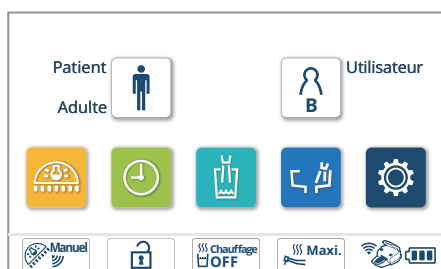 Patient
Utilisateur
Adulte
B
Manuel
Chauffage
OFF
Maxi.